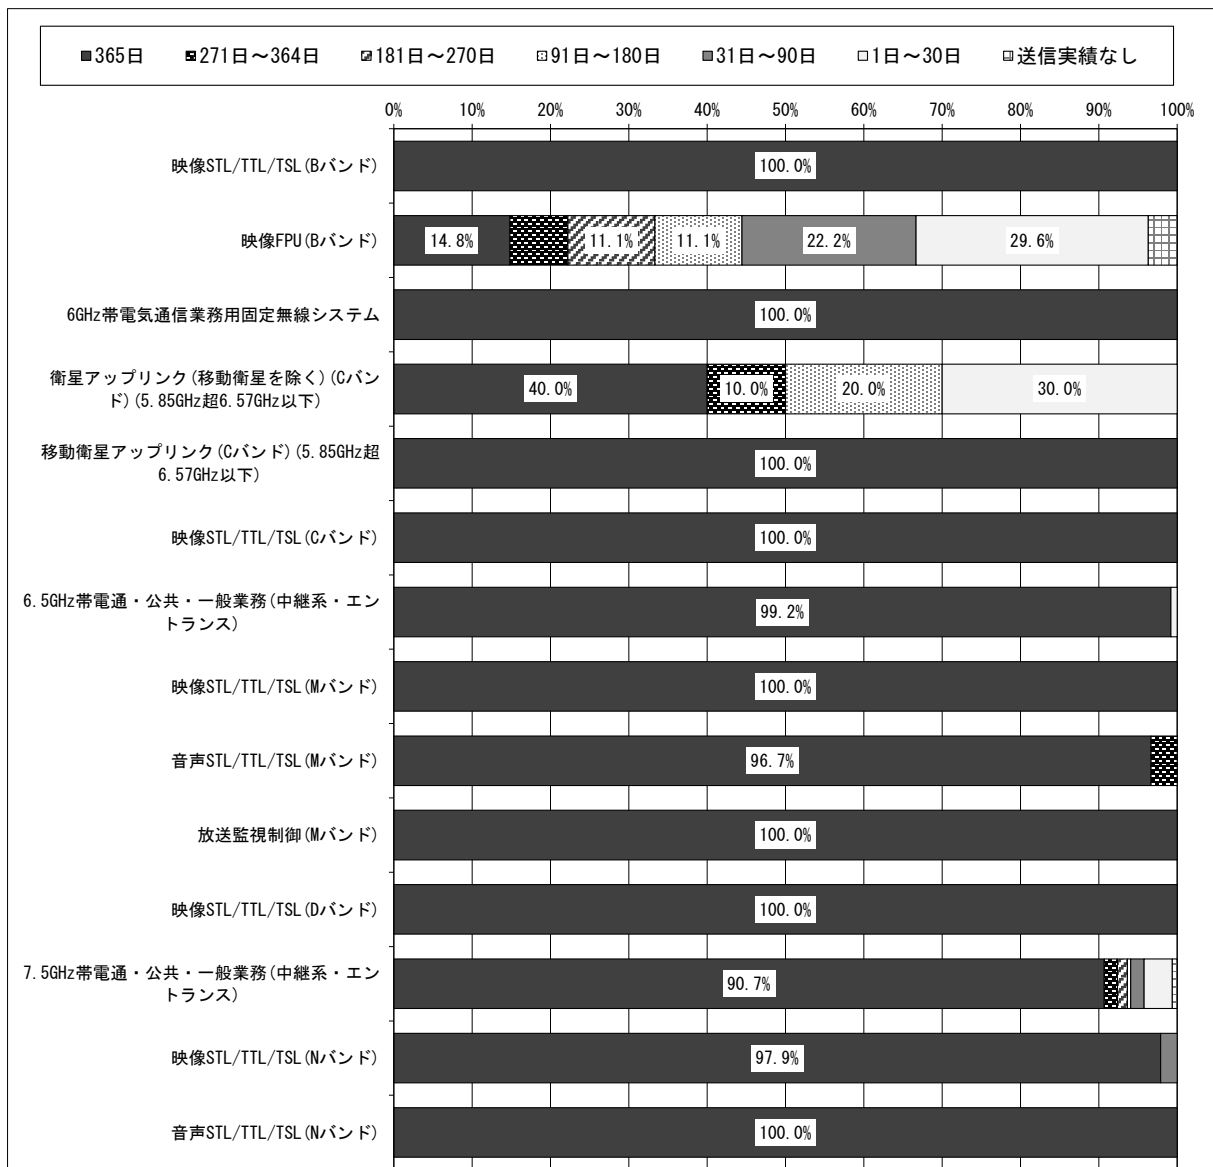 ■365日 271日～364日 181日～270日 91日～180日 ■31日～90日 □1日～30日 送信実績なし
0% 10% 20% 30% 40% 50% 60% 70% 80% 90% 100%
映像STL/TTL/TSL(Bバンド)
100.0%
映像FPU(Bバンド)
14.8% 11.1% 11.1% 22.2% 29.6%
6GHz帯電気通信業務用固定無線システム
100.0%
衛星アップリンク(移動衛星を除く)(Cバン
ド)(5.85GHz超6.57GHz以下)
40.0% 10.0% 20.0% 30.0%
移動衛星アップリンク(Cバンド)(5.85GHz超
6.57GHz以下)
100.0%
映像STL/TTL/TSL(Cバンド)
100.0%
6.5GHz帯電通・公共・一般業務(中継系・エン
トランス)
99.2%
映像STL/TTL/TSL(Mバンド)
100.0%
音声STL/TTL/TSL(Mバンド)
96.7%
放送監視制御(Mバンド)
100.0%
映像STL/TTL/TSL(Dバンド)
100.0%
7.5GHz帯電通・公共・一般業務(中継系・エン
トランス)
90.7%
映像STL/TTL/TSL(Nバンド)
97.9%
音声STL/TTL/TSL(Nバンド)
100.0%